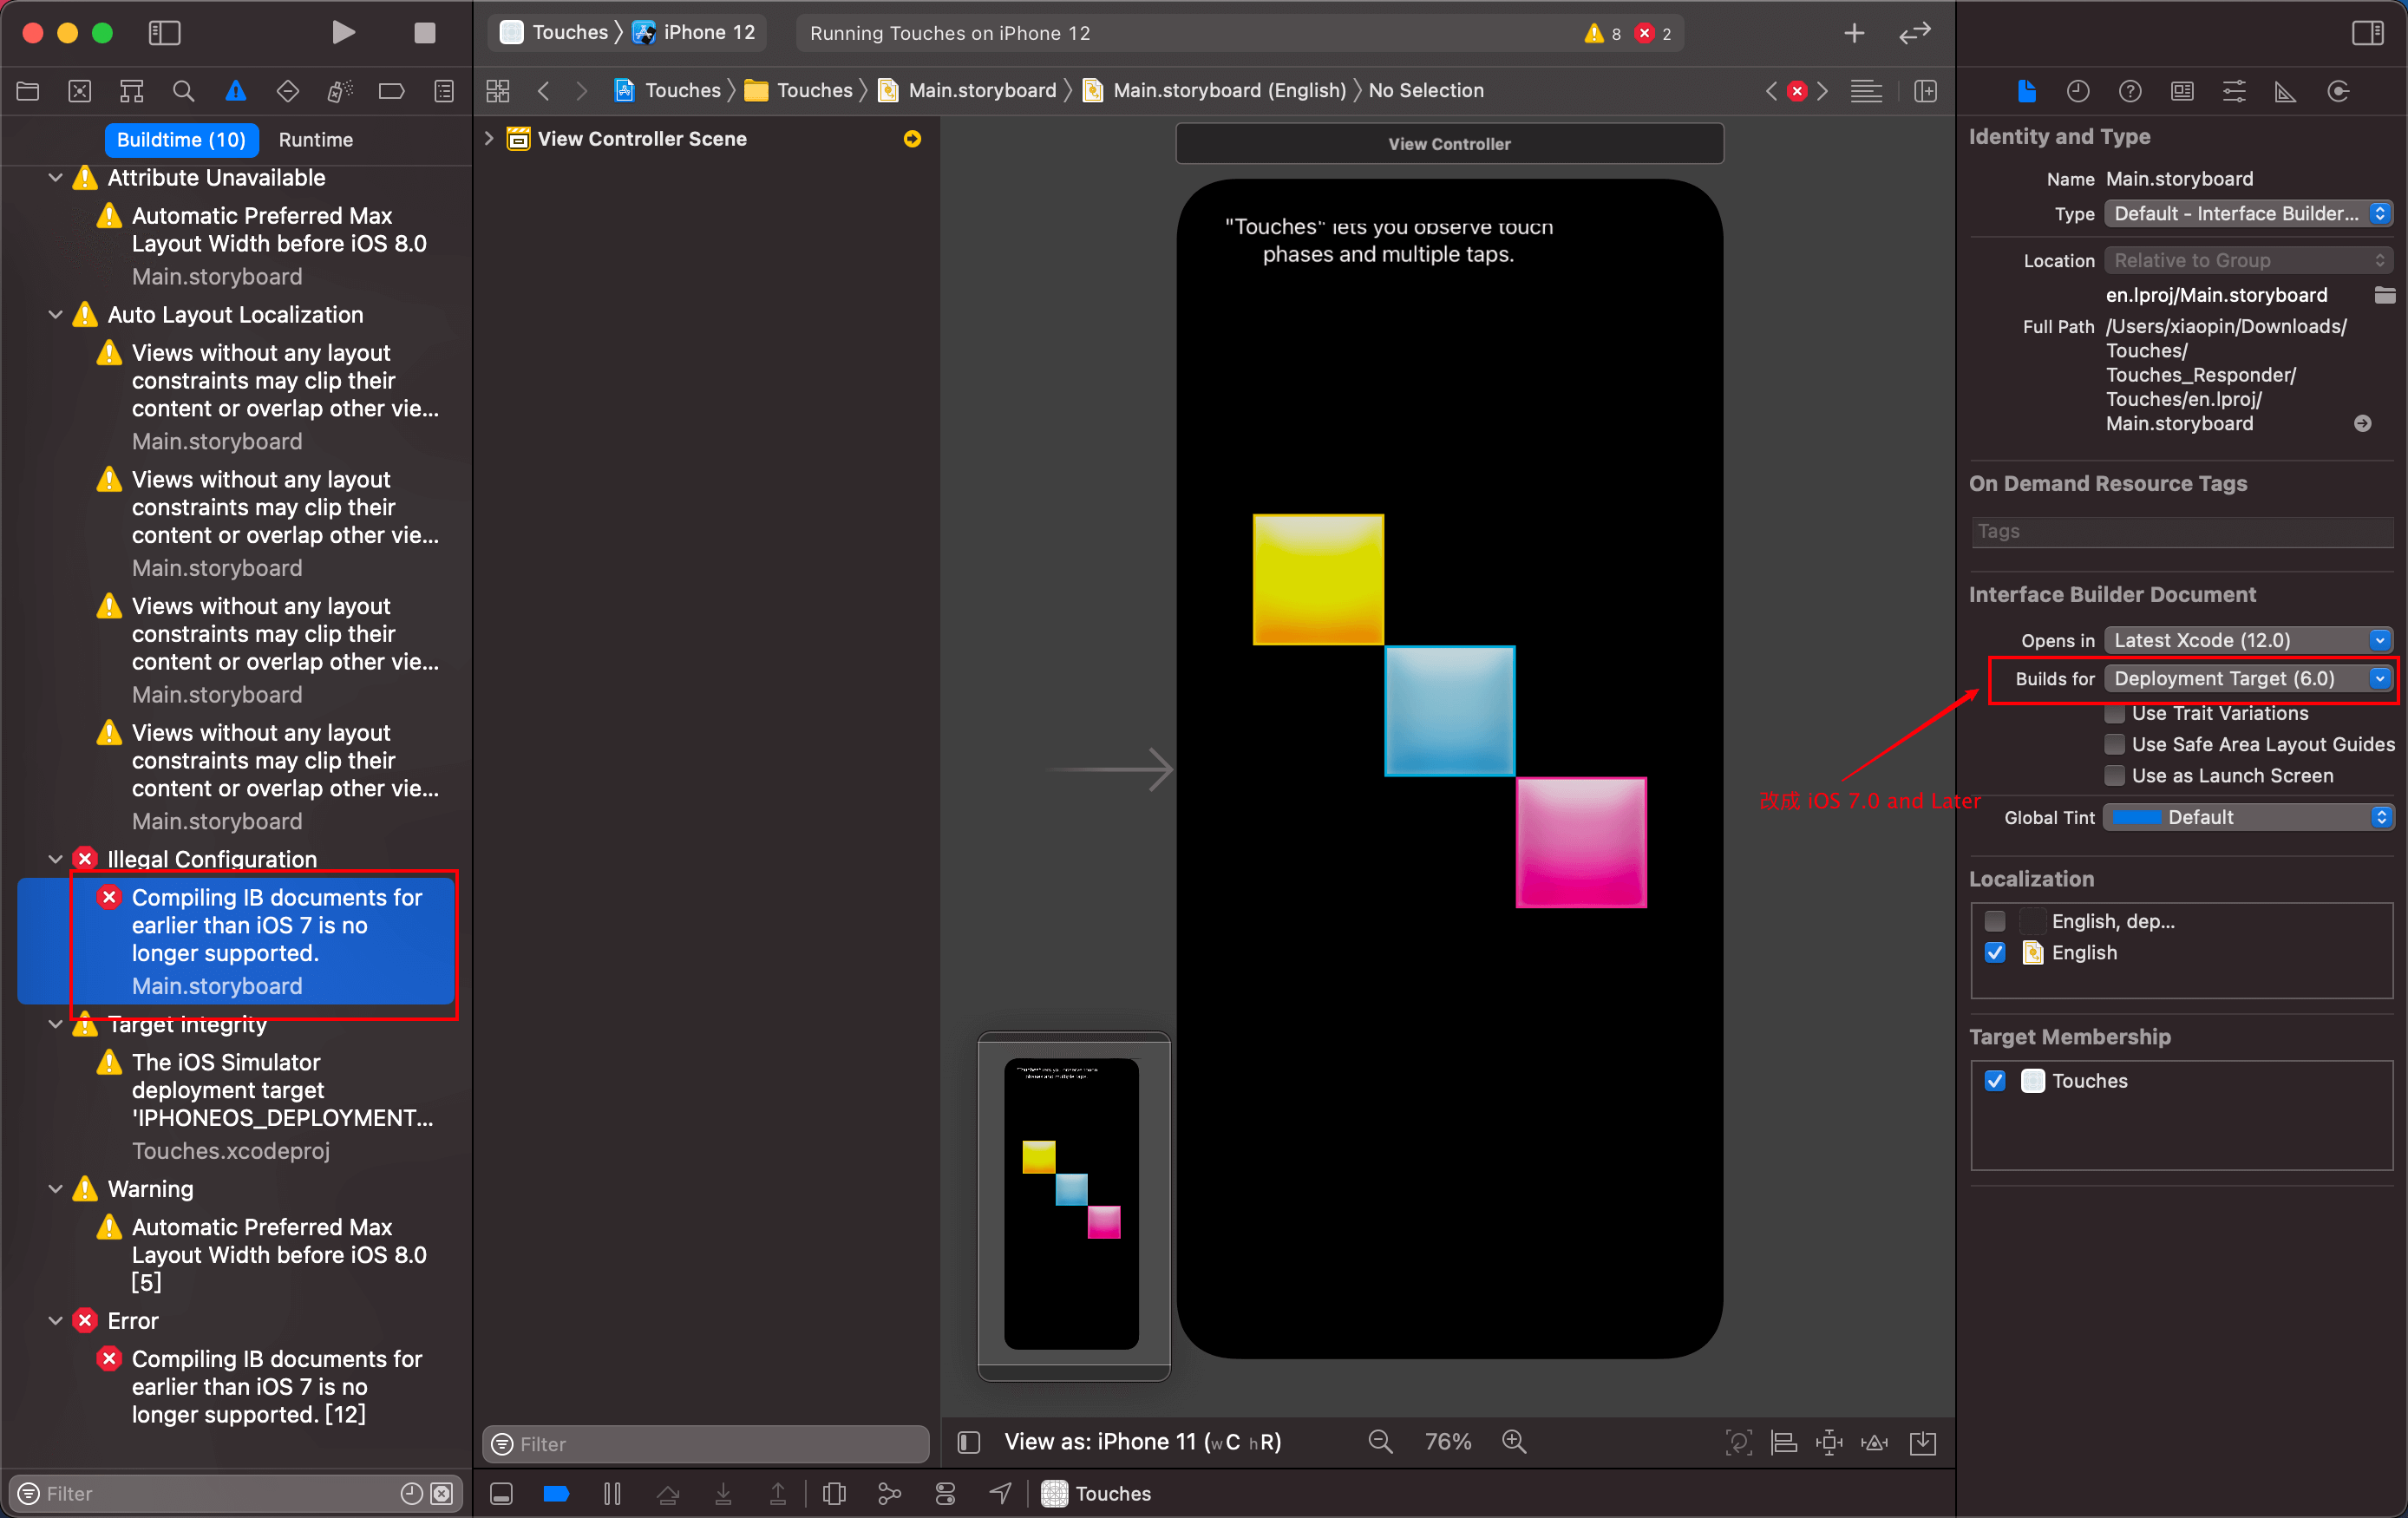 Touches
iPhone 12
Running Touches on iPhone 12
8
2
Touches
Touches
Main.storyboard
Main.storyboard (English)
No Selection
Buildtime (10)
Runtime
Attribute Unavailable
Automatic Preferred Max
Layout Width before iOS 8.0
Main.storyboard
Auto Layout Localization
Views without any layout
constraints may clip their
content or overlap other vie...
Main.storyboard
Views without any layout
constraints may clip their
content or overlap other vie...
Main.storyboard
Views without any layout
constraints may clip their
content or overlap other vie...
Main.storyboard
Views without any layout
constraints may clip their
content or overlap other vie...
Main.storyboard
Illegal Configuration
Compiling IB documents for
earlier than iOS 7 is no
longer supported.
Main.storyboard
Target Integrity
The iOS Simulator
deployment target
'IPHONEOS_DEPLOYMENT...
Touches.xcodeproj
Warning
Automatic Preferred Max
Layout Width before iOS 8.0
[5]
Error
Compiling IB documents for
earlier than iOS 7 is no
longer supported. [12]
Filter
View Controller Scene
Filter
View Controller
"Touches" lets you observe touch
phases and multiple taps.
"Touches" lets you observe touch
phases and multiple taps.
改成 iOS 7.0 and Later
View as: iPhone 11 (wC hR)
76%
Touches
Identity and Type
Name Main.storyboard
Type Default - Interface Builder...
Location Relative to Group
en.lproj/Main.storyboard
Full Path /Users/xiaopin/Downloads/
Touches/
Touches_Responder/
Touches/en.lproj/
Main.storyboard
On Demand Resource Tags
Tags
Interface Builder Document
Opens in Latest Xcode (12.0)
Builds for Deployment Target (6.0)
Use Trait Variations
Use Safe Area Layout Guides
Use as Launch Screen
Global Tint Default
Localization
English, dep...
English
Target Membership
Touches